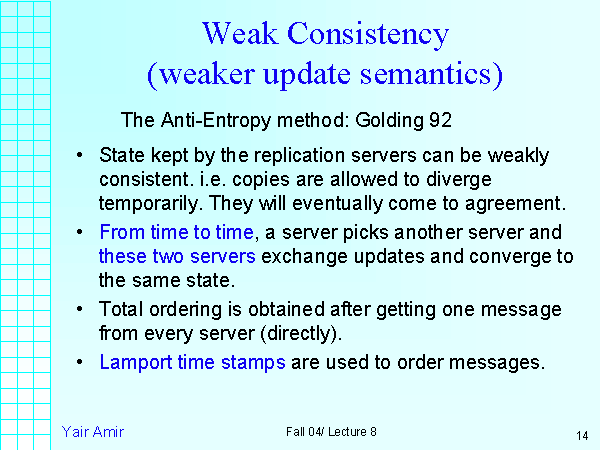 Weak Consistency
(weaker update semantics)
The Anti-Entropy method: Golding 92
• State kept by the replication servers can be weakly
consistent. i.e. copies are allowed to diverge
temporarily. They will eventually come to agreement.
• From time to time, a server picks another server and
these two servers exchange updates and converge to
the same state.
• Total ordering is obtained after getting one message
from every server (directly).
• Lamport time stamps are used to order messages.
Yair Amir
Fall 04/ Lecture 8
14